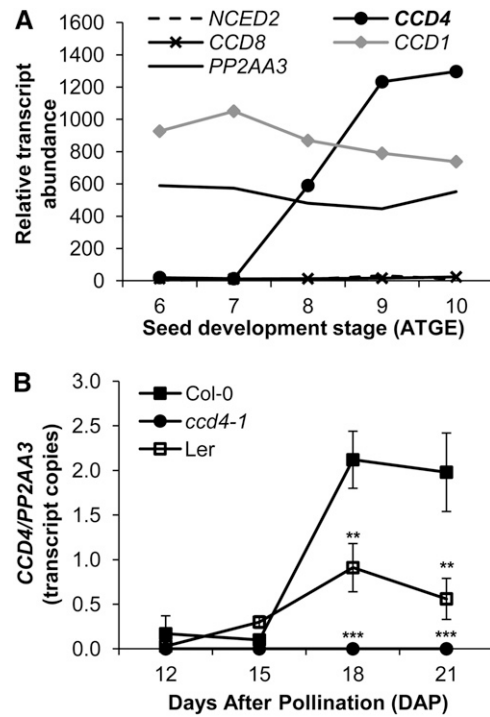 A
NCED2 CCD4
CCD8 CCD1
PP2AA3
Relative transcript
abundance
1600
1400
1200
1000
800
600
400
200
0
6 7 8 9 10
Seed development stage (ATGE)
B
Col-0
ccd4-1
Ler
CCD4/PP2AA3
(transcript copies)
3.0
2.5
2.0
1.5
1.0
0.5
0.0
**
**
*** ***
12 15 18 21
Days After Pollination (DAP)